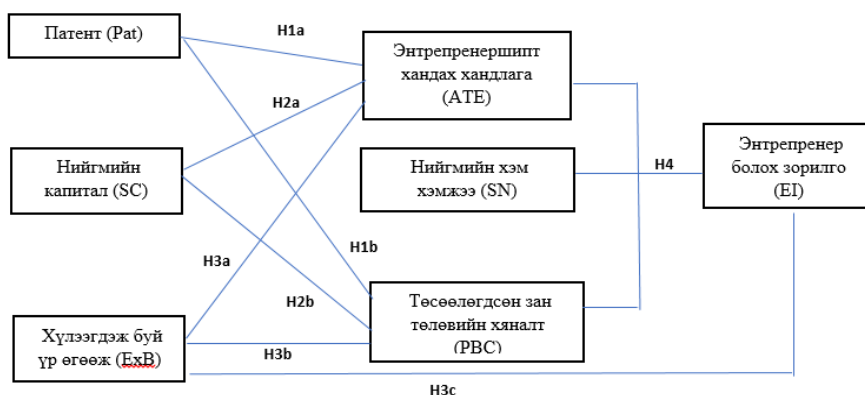 Патент (Pat)
H1a
Энтрепренершипт
хандах хандлага
(ATE)
H2a
Нийгмийн
капитал (SC)
Нийгмийн хэм
хэмжээ (SN)
H4
Энтрепренер
болох зорилго
(EI)
H3a
H1b
H2b
Хүлээгдэж буй
үр өгөөж (ExB)
H3b
Төсөөлөгдсөн зан
төлөвийн хяналт
(PBC)
H3c